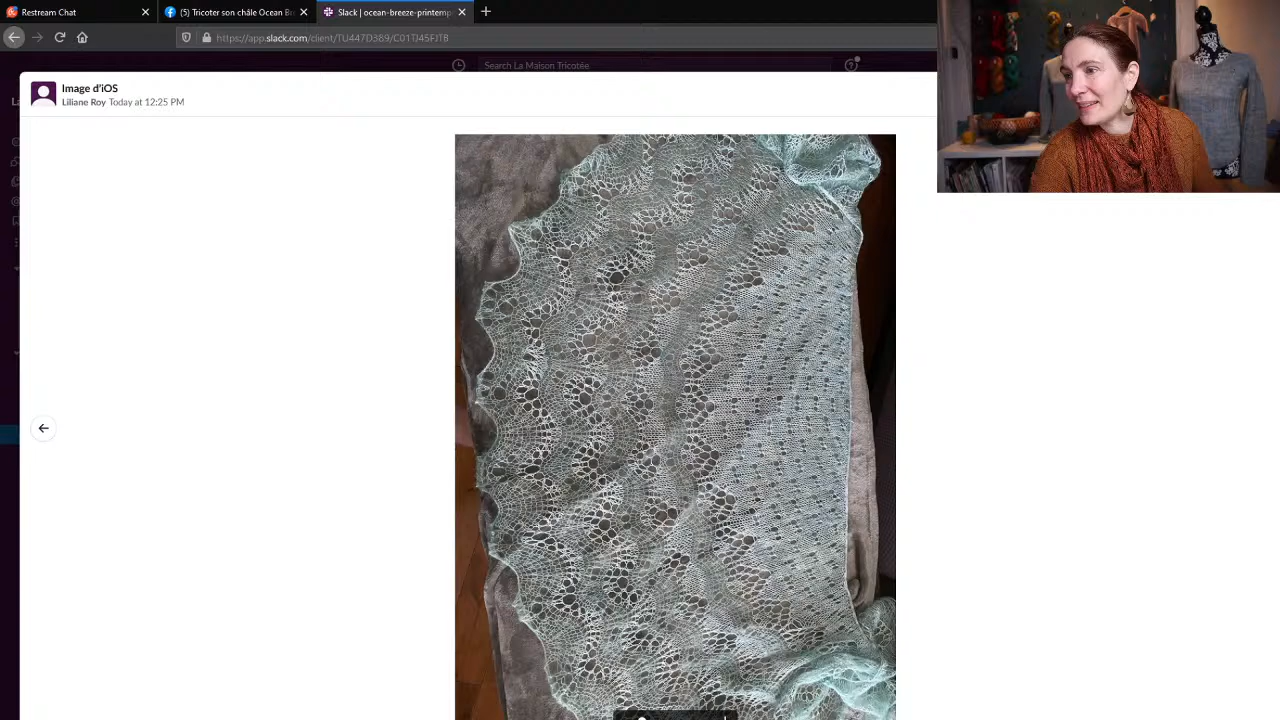 Restream Chat
(5) Tricoter son châle Ocean Br
Slack | ocean-breeze-printemp
https://app.slack.com/client/TU447D389/C01TJ45FJT8
Search La Maison Tricotée
Image d'iOS
Liliane Roy Today at 12:25 PM